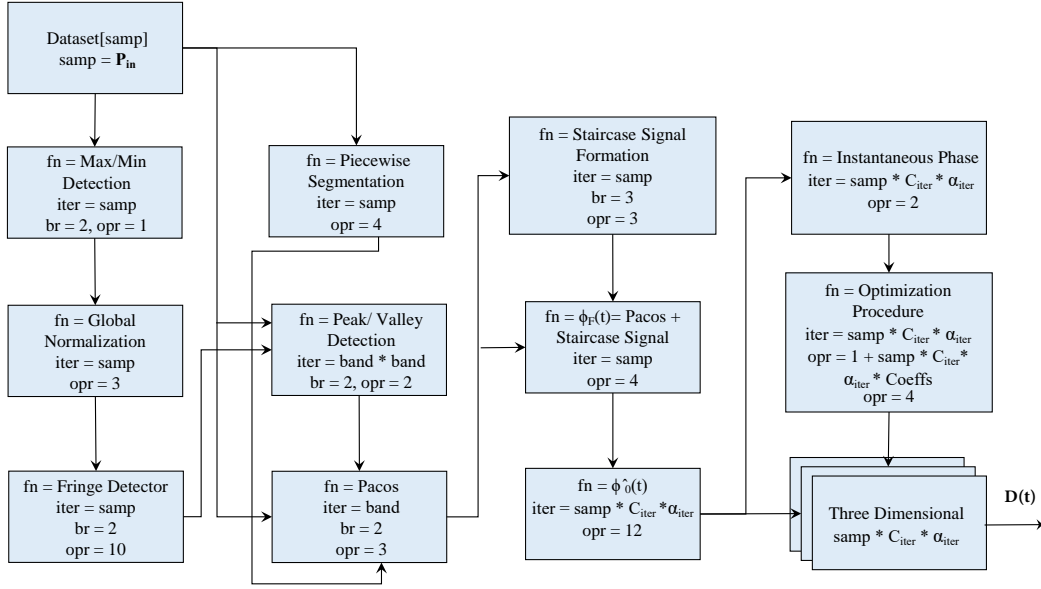 Dataset[samp]
samp = P_in
fn = Max/Min
Detection
iter = samp
br = 2, opr = 1
fn = Global
Normalization
iter = samp
opr = 3
fn = Fringe Detector
iter = samp
br = 2
opr = 10
fn = Piecewise
Segmentation
iter = samp
opr = 4
fn = Peak/ Valley
Detection
iter = band * band
br = 2, opr = 2
fn = Pacos
iter = band
br = 2
opr = 3
fn = Staircase Signal
Formation
iter = samp
br = 3
opr = 3
fn = ϕ_F(t)= Pacos +
Staircase Signal
iter = samp
opr = 4
fn = ϕ̂_0(t)
iter = samp * C_iter *α_iter
opr = 12
fn = Instantaneous Phase
iter = samp * C_iter * α_iter
opr = 2
fn = Optimization
Procedure
iter = samp * C_iter * α_iter
opr = 1 + samp * C_iter *
α_iter * Coeffs
opr = 4
Three Dimensional
samp * C_iter * α_iter
D(t)